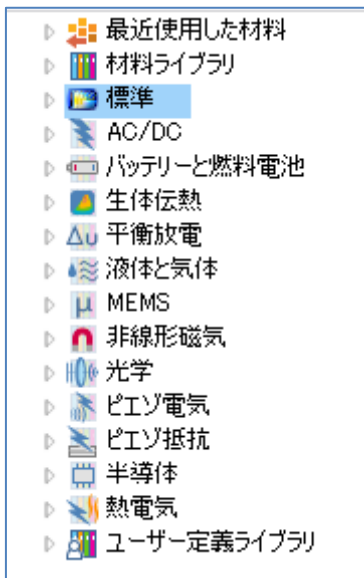 最近使用した材料
材料ライブラリ
標準
AC/DC
バッテリーと燃料電池
生体伝熱
平衡放電
液体と気体
MEMS
非線形磁気
光学
ピエゾ電気
ピエゾ抵抗
半導体
熱電気
ユーザー定義ライブラリ